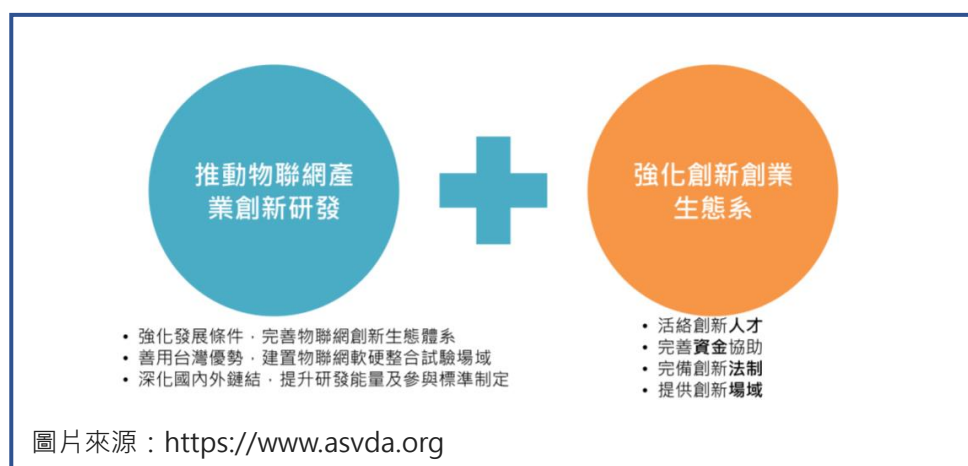 推動物聯網產
業創新研發
強化創新創業
生態系
• 強化發展條件，完善物聯網創新生態體系
• 善用台灣優勢，建置物聯網軟硬整合試驗場域
• 深化國內外鏈結，提升研發能量及參與標準制定
• 活絡創新人才
• 完善資金協助
• 完備創新法制
• 提供創新場域
圖片來源：https://www.asvda.org